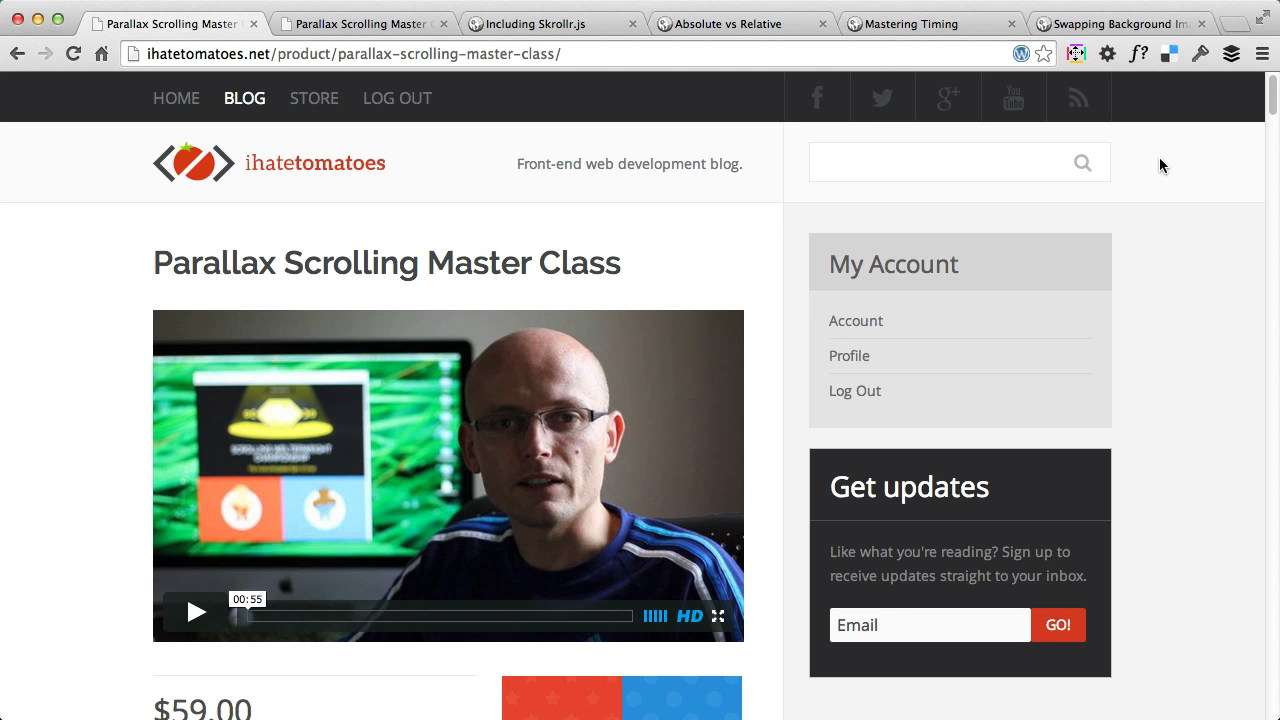 Parallax Scrolling Master
Parallax Scrolling Master
Including Skrollr.js
Absolute vs Relative
Mastering Timing
Swapping Background Im
ihatetomatoes.net/product/parallax-scrolling-master-class/
f?
HOME BLOG STORE LOG OUT
You Tube
ihatetomatoes
Front-end web development blog.
Parallax Scrolling Master Class
My Account
Account
Profile
Log Out
Get updates
Like what you're reading? Sign up to
receive updates straight to your inbox.
Email GO!
00:55
HD
$59.00